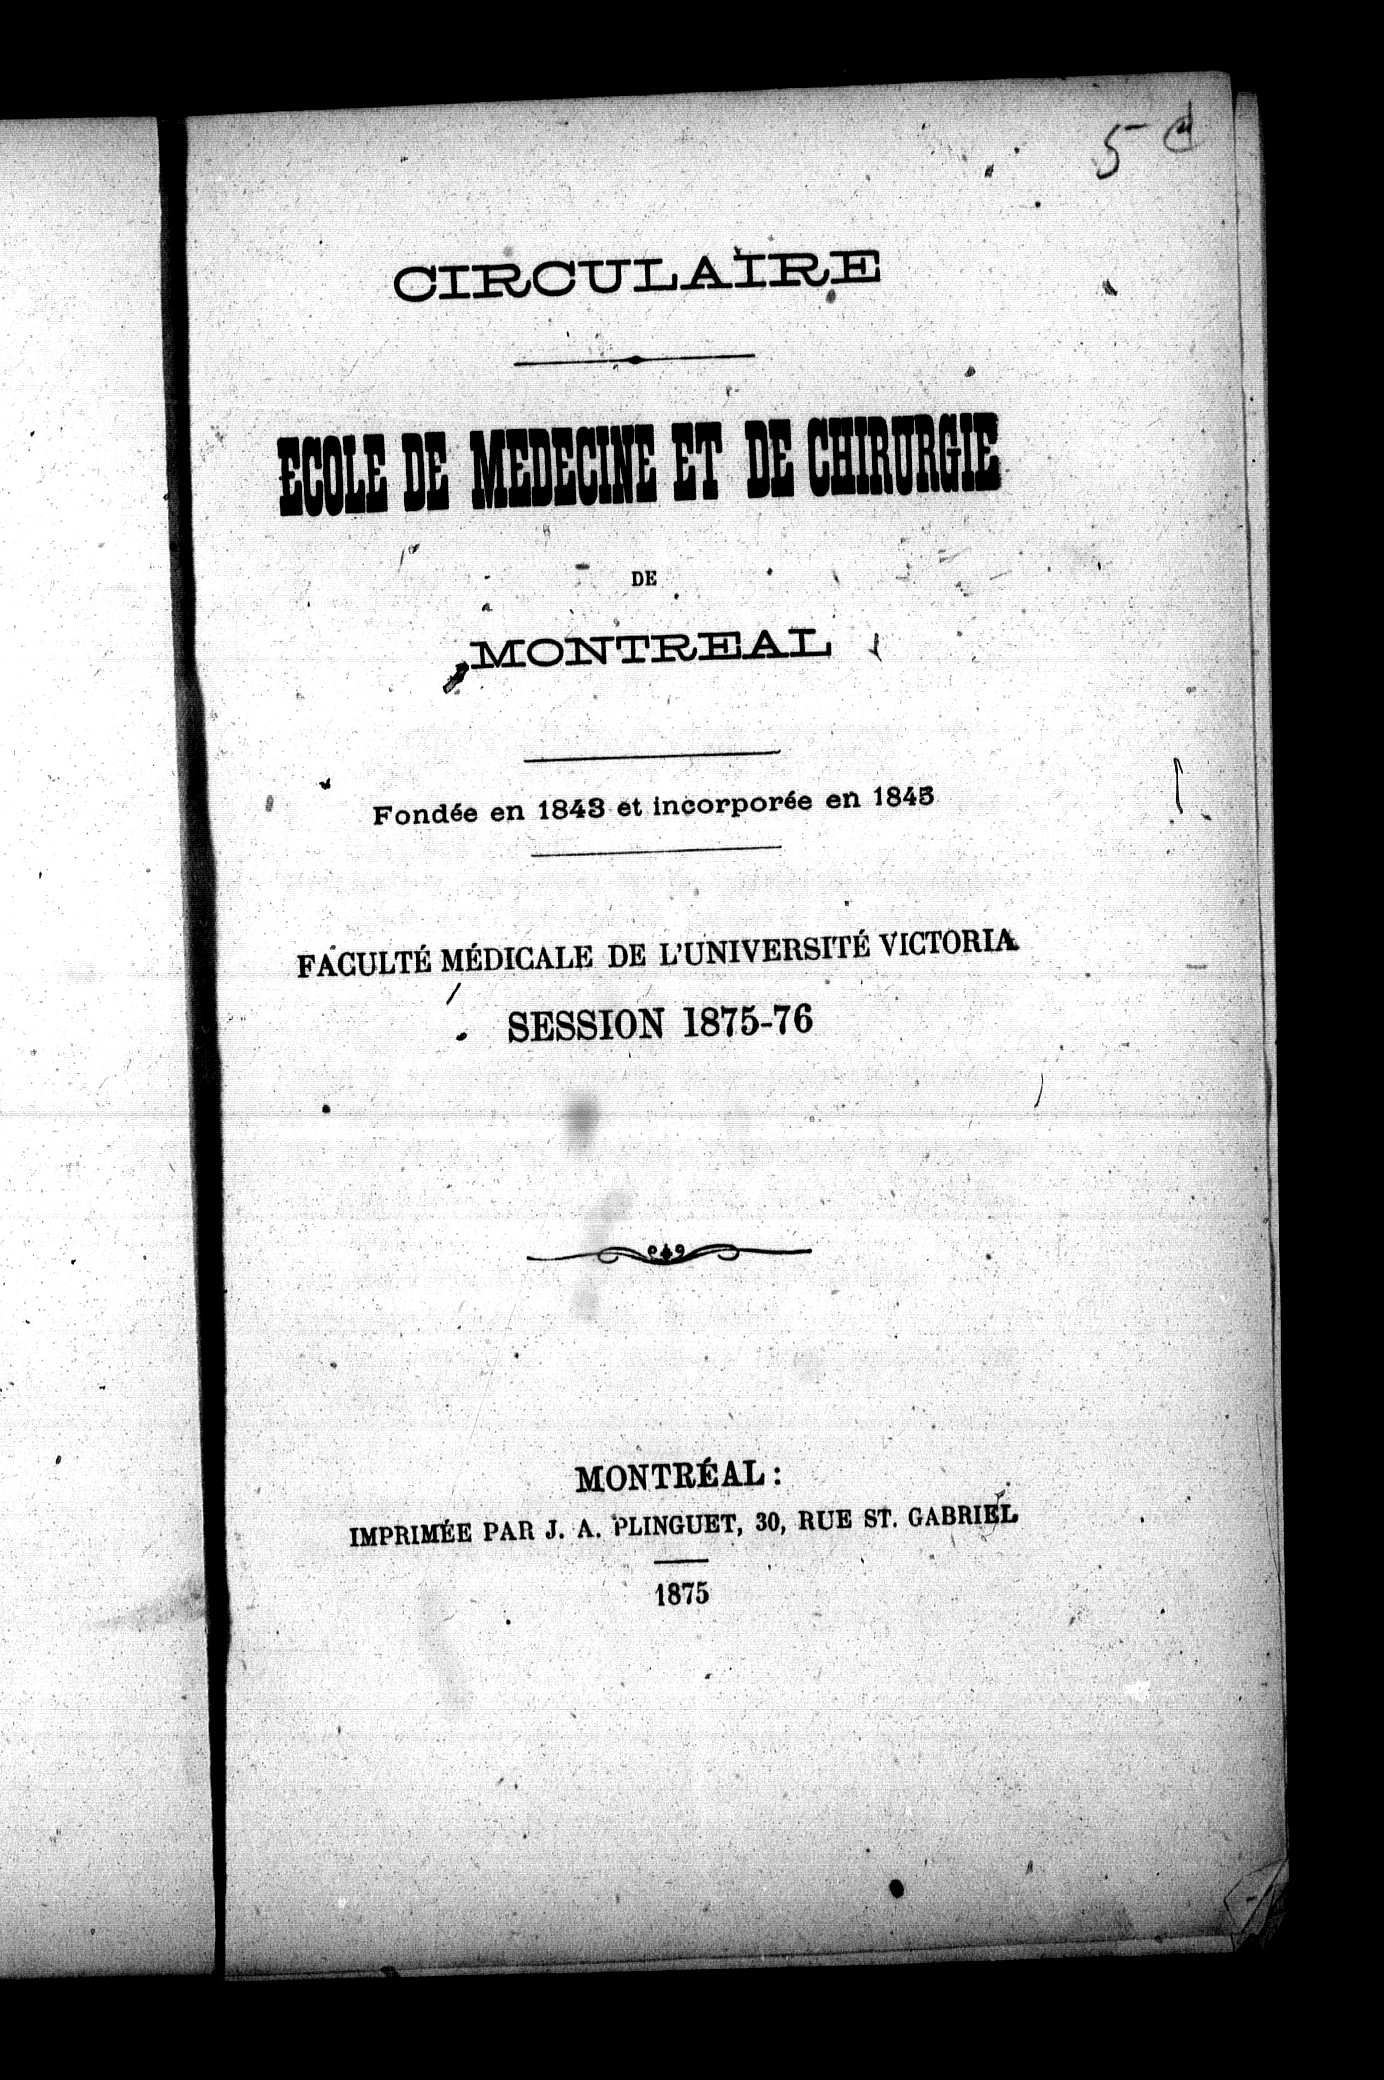 CIRCULAIRE
ECOLE DE MEDECINE ET DE CHIRURGIE
DE
MONTREAL
Fondée en 1843 et incorporée en 1845
FACULTÉ MÉDICALE DE L'UNIVERSITÉ VICTORIA
SESSION 1875-76
MONTRÉAL:
IMPRIMÉE PAR J. A. PLINGUET, 30, RUE ST. GABRIEL
1875